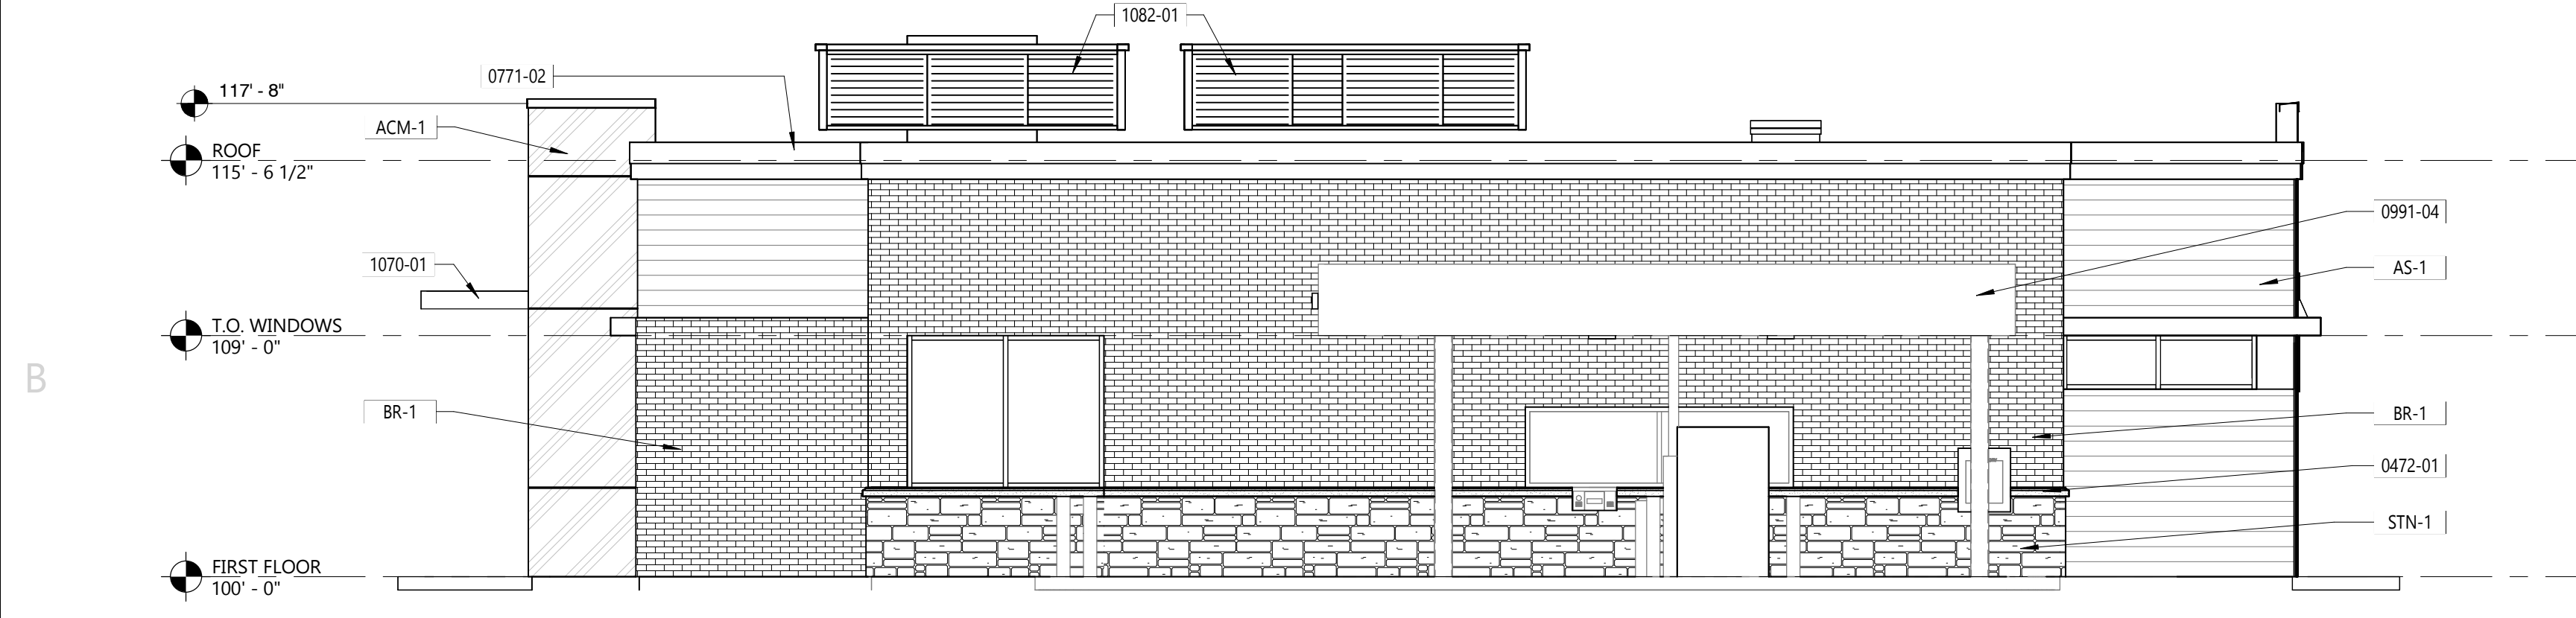 1082-01
0771-02
117' - 8"
ACM-1
ROOF
115' - 6 1/2"
0991-04
1070-01
AS-1
T.O. WINDOWS
109' - 0"
B
BR-1
BR-1
0472-01
STN-1
FIRST FLOOR
100' - 0"